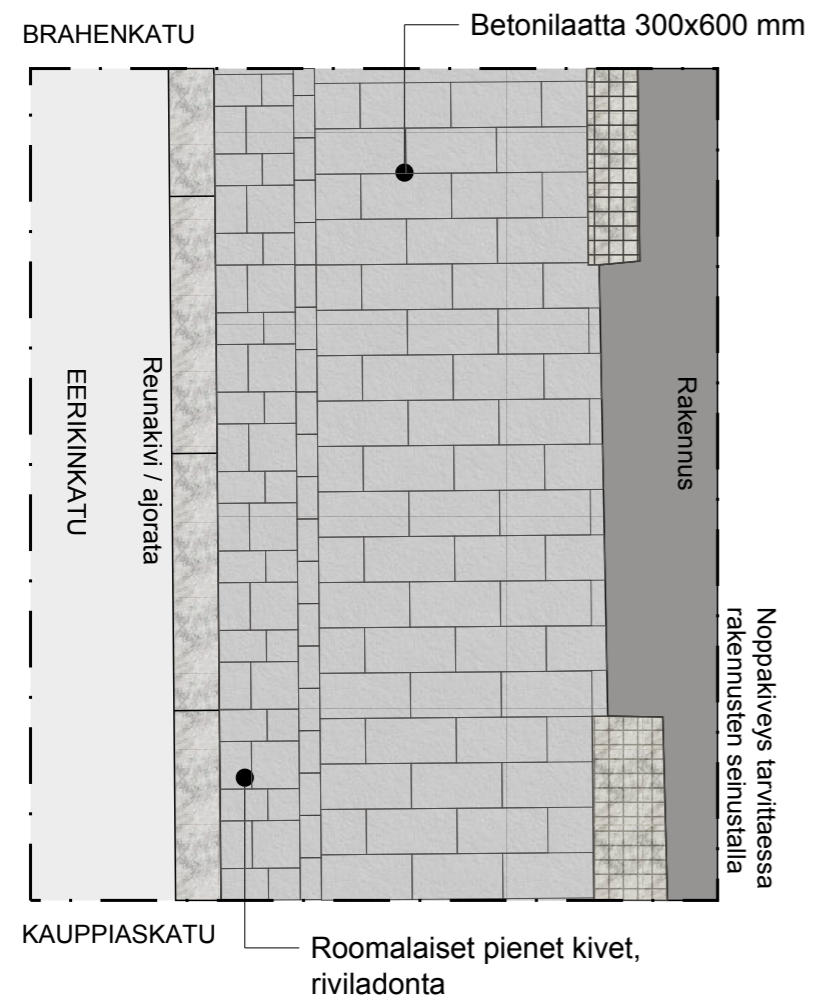 BRAHENKATU
Betonilaatta 300x600 mm
EERIKINKATU
Reunakivi / ajorata
Rakennus
Noppakiveys tarvittaessa
rakennusten seinustalla
KAUPPIASKATU
Roomalaiset pienet kivet,
riviladonta